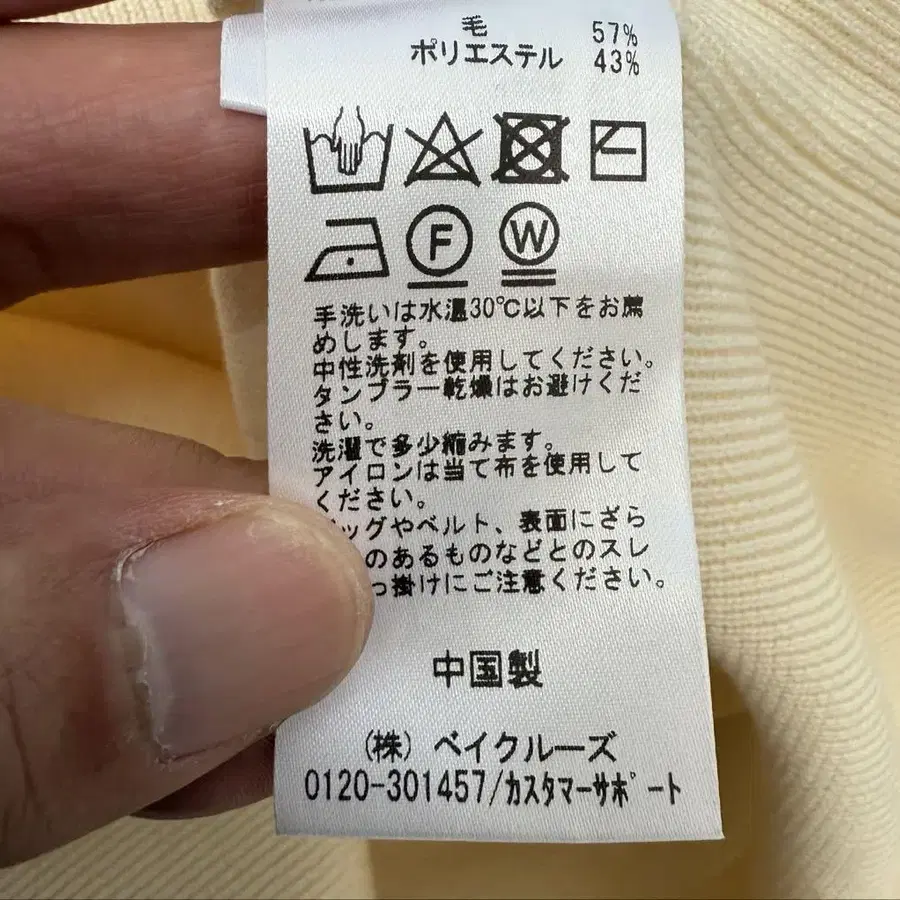 毛 57%
ポリエステル 43%
F W
手洗いは水温30℃以下をお薦
めします。
中性洗剤を使用してください。
タンブラー乾燥はお避けくだ
さい。
洗濯で多少縮みます。
アイロンは当て布を使用して
ください。
ッグやベルト、表面にざら
のあるものなどとのスレ
っ掛けにご注意ください。
中国製
(株) ベイクルーズ
0120-301457/カスタマーサポート